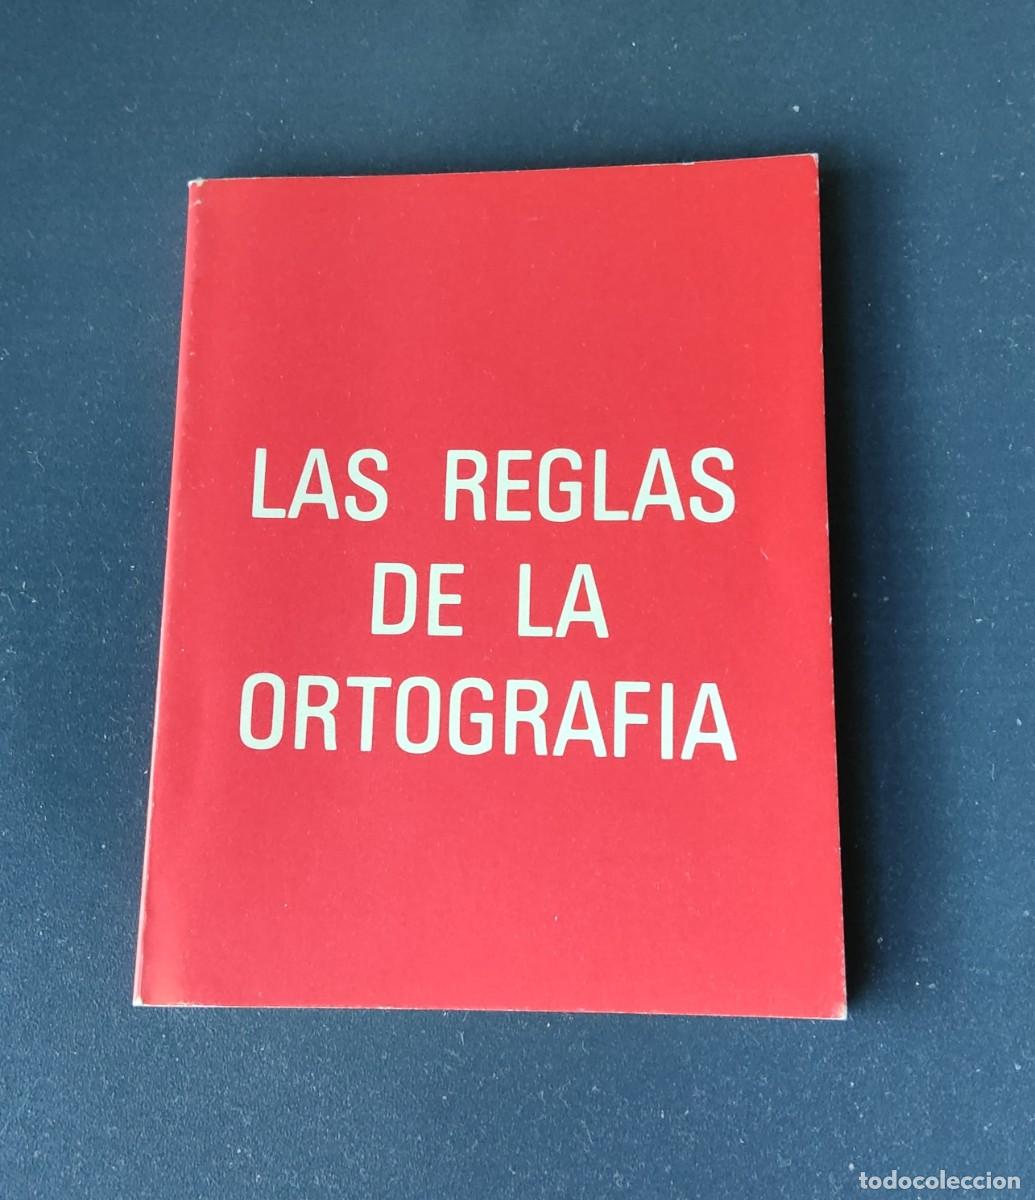 LAS REGLAS
DE LA
ORTOGRAFIA
todocoleccion